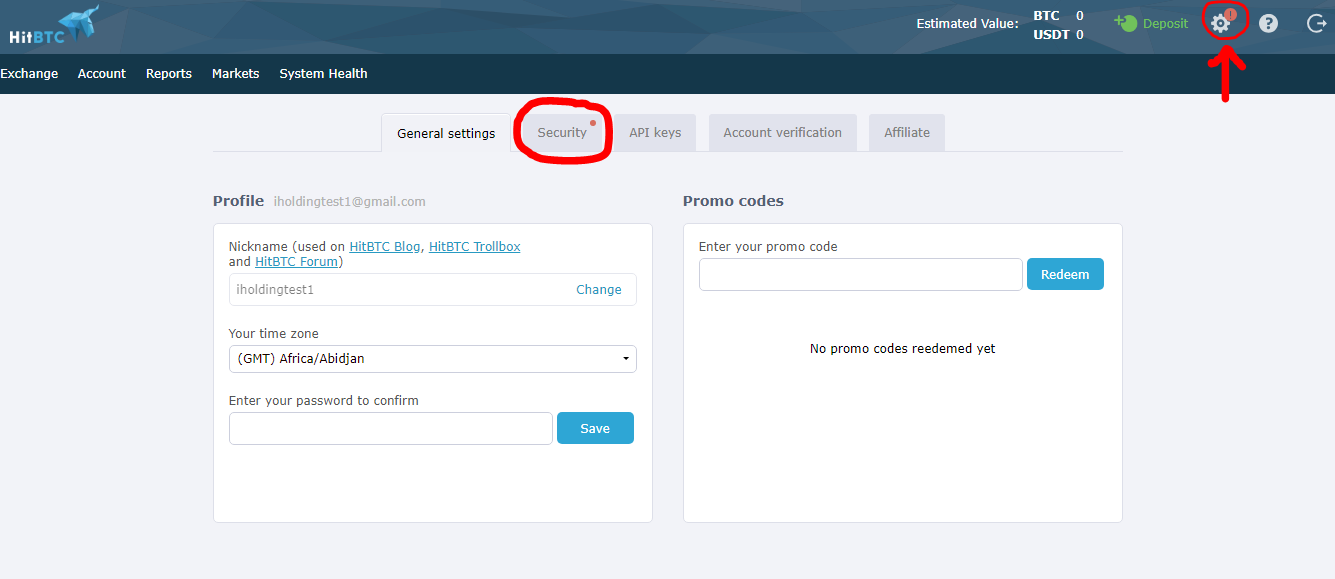 HitBTC
Estimated Value: BTC 0
USDT 0
Deposit
!
?
Exchange Account Reports Markets System Health
General settings Security API keys Account verification Affiliate
Profile iholdingtest1@gmail.com
Nickname (used on HitBTC Blog, HitBTC Trollbox
and HitBTC Forum)
iholdingtest1 Change
Your time zone
(GMT) Africa/Abidjan
Enter your password to confirm
Save
Promo codes
Enter your promo code
Redeem
No promo codes reedemed yet